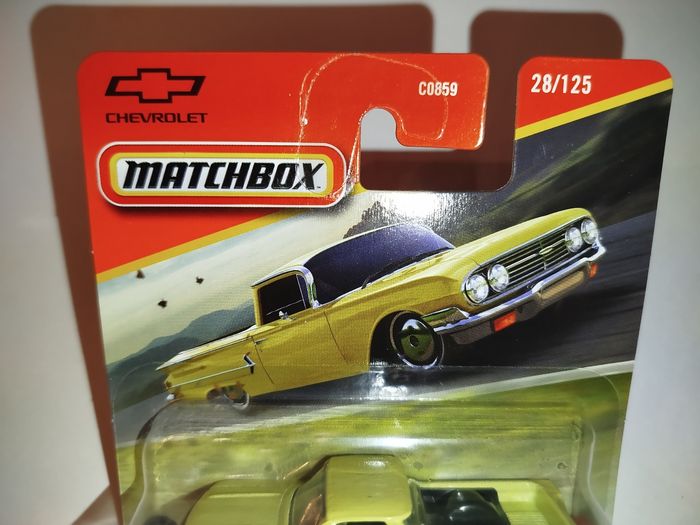 CHEVROLET
C0859
28/125
MATCHBOX